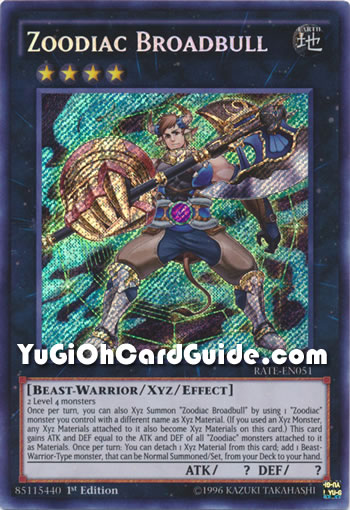 ZOODIAC BROADBULL
EARTH
地
YuGiOhCardGuide.com
RATE-EN051
[BEAST-WARRIOR/XYZ/EFFECT]
2 Level 4 monsters
Once per turn, you can also Xyz Summon "Zoodiac Broadbull" by using 1 "Zoodiac"
monster you control with a different name as Xyz Material. (If you used an Xyz Monster,
any Xyz Materials attached to it also become Xyz Materials on this card.) This card
gains ATK and DEF equal to the ATK and DEF of all "Zoodiac" monsters attached to it
as Materials. Once per turn: You can detach 1 Xyz Material from this card; add 1 Beast-
Warrior-Type monster, that can be Normal Summoned/Set, from your Deck to your hand.
ATK/ ? DEF/ ?
85115440 1st Edition ©1996 KAZUKI TAKAHASHI